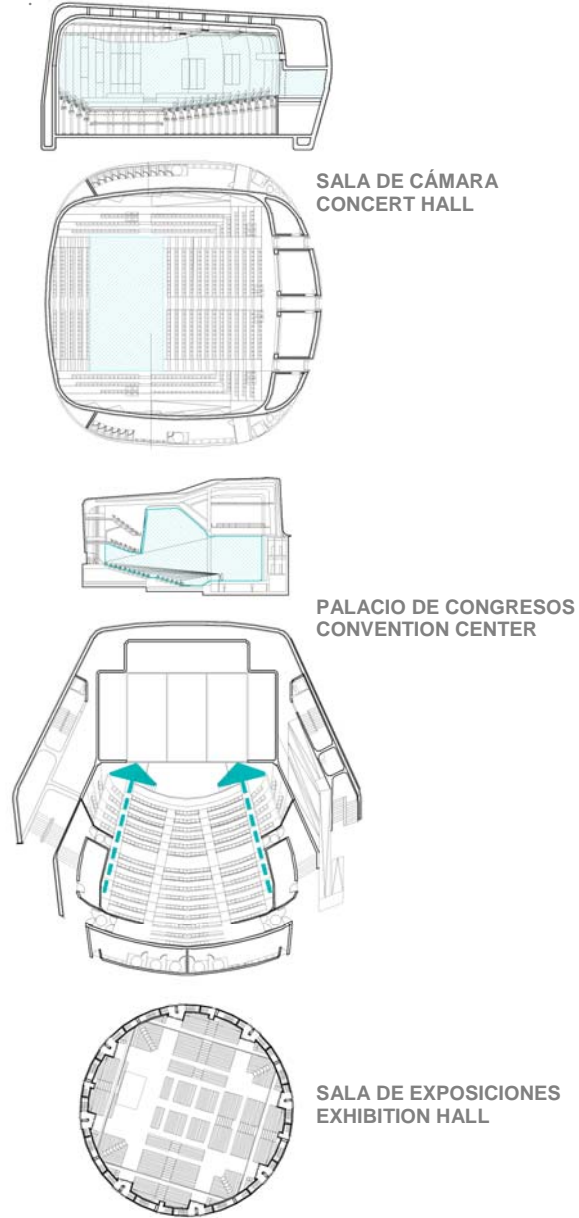 SALA DE CÁMARA
CONCERT HALL
PALACIO DE CONGRESOS
CONVENTION CENTER
SALA DE EXPOSICIONES
EXHIBITION HALL